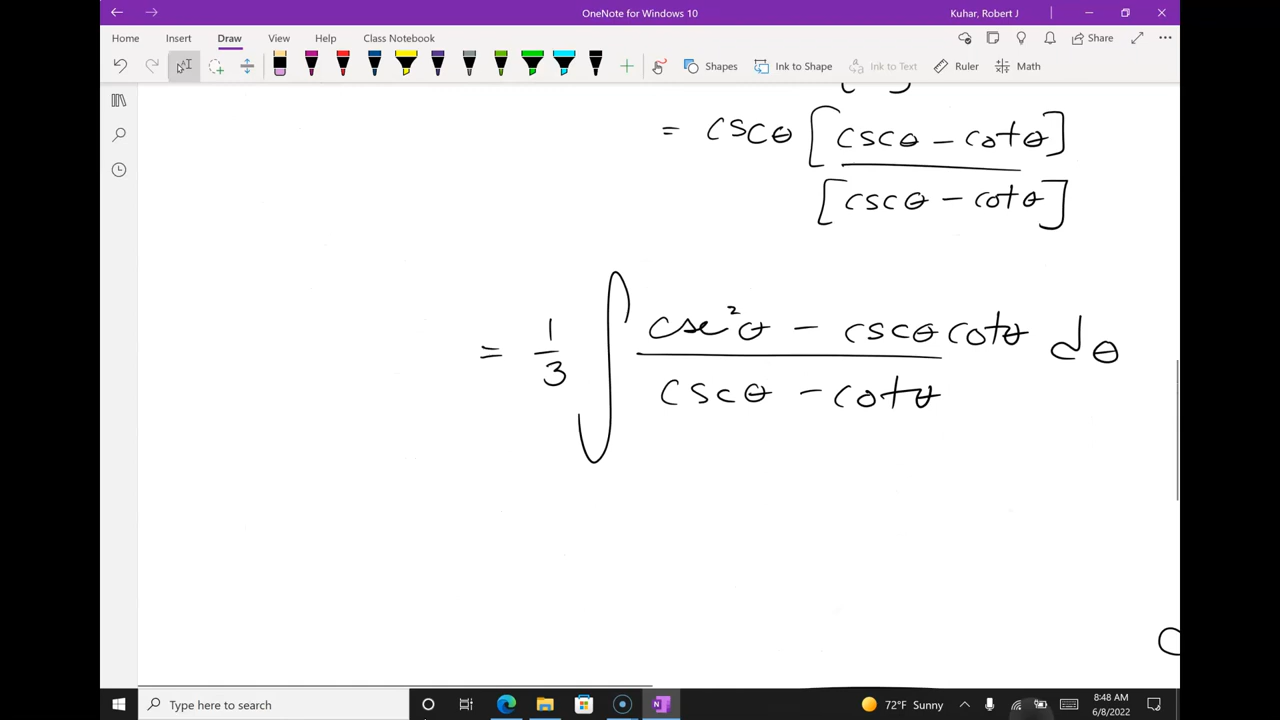 OneNote for Windows 10
Kuhar, Robert J
Home Insert Draw View Help Class Notebook
Share
Shapes Ink to Shape Ink to Text Ruler Math
= cscθ [cscθ – cotθ]
[cscθ – cotθ]
= 1/3 ∫ csc²θ – cscθ cotθ dθ
cscθ – cotθ
Type here to search
72°F Sunny
8:48 AM
6/8/2022